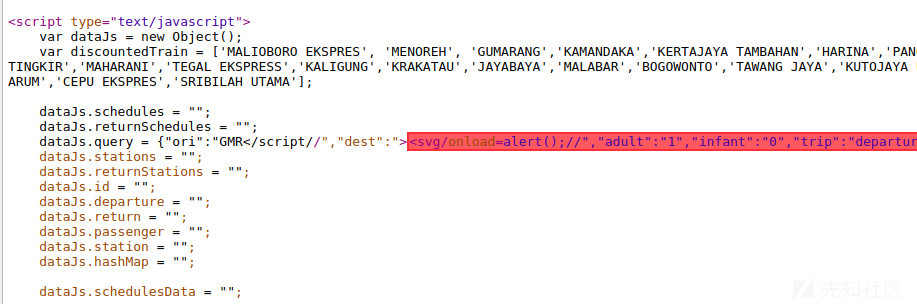 <script type="text/javascript">
var dataJs = new Object();
var discountedTrain = ['MALIOBORO EKSPRES', 'MENOREH', 'GUMARANG','KAMANDAKA','KERTAJAYA TAMBAHAN','HARINA','PAN
TINGKIR','MAHARANI','TEGAL EKSPRESS','KALIGUNG','KRAKATAU','JAYABAYA','MALABAR','BOGOWONTO','TAWANG JAYA','KUTOJAYA
ARUM','CEPU EKSPRES','SRIBILAH UTAMA'];
dataJs.schedules = "";
dataJs.returnSchedules = "";
dataJs.query = {"ori":"GMR</script//","dest":"><svg/onload=alert();//","adult":"1","infant":"0","trip":"departur
dataJs.stations = "";
dataJs.returnStations = "";
dataJs.id = "";
dataJs.departure = "";
dataJs.return = "";
dataJs.passenger = "";
dataJs.station = "";
dataJs.hashMap = "";
dataJs.schedulesData = "";
先知社区